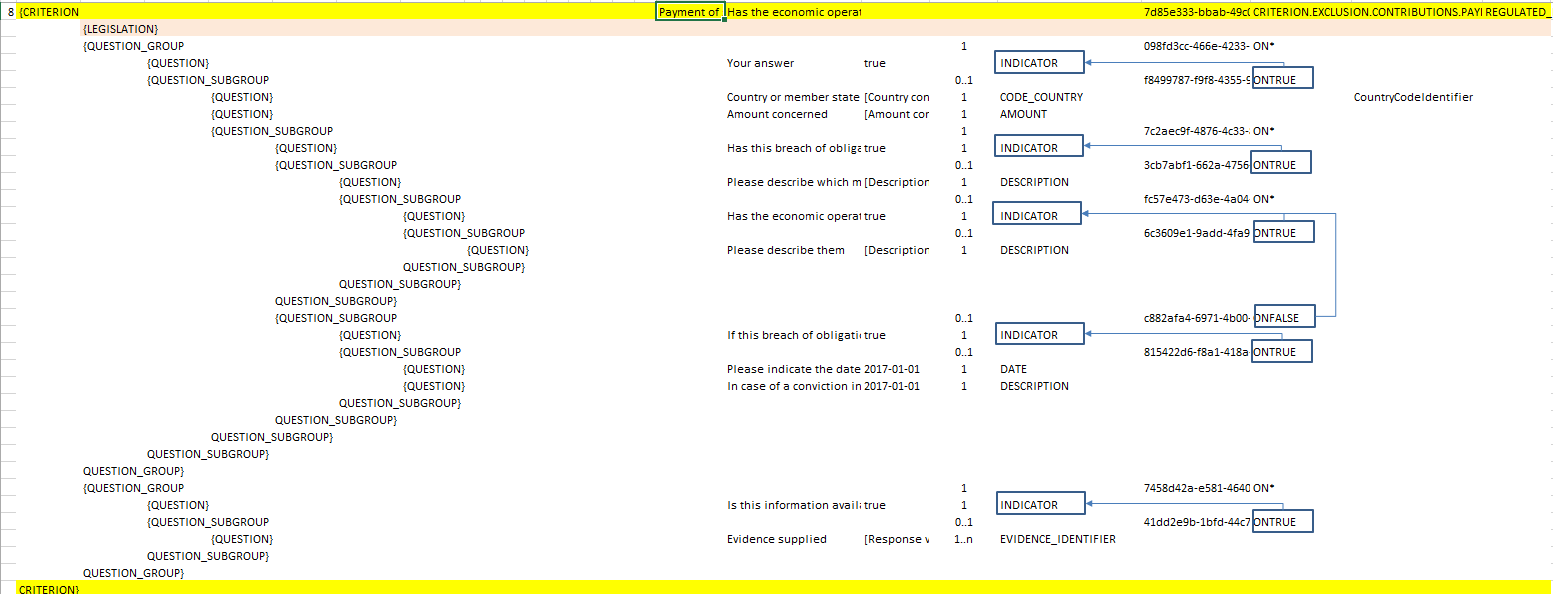 8 {CRITERION Payment of Has the economic operat 7d85e333-bbab-49c( CRITERION.EXCLUSION.CONTRIBUTIONS.PAYI REGULATED_
{LEGISLATION}
{QUESTION_GROUP 1 098fd3cc-466e-4233- ON*
{QUESTION} Your answer true INDICATOR
{QUESTION_SUBGROUP 0..1 f8499787-f9f8-4355-9 ONTRUE
{QUESTION} Country or member state [Country con 1 CODE_COUNTRY CountryCodeIdentifier
{QUESTION} Amount concerned [Amount cor 1 AMOUNT
{QUESTION_SUBGROUP 1 7c2aec9f-4876-4c33- ON*
{QUESTION} Has this breach of obliga true 1 INDICATOR
{QUESTION_SUBGROUP 0..1 3cb7abf1-662a-4756 ONTRUE
{QUESTION} Please describe which m [Description 1 DESCRIPTION
{QUESTION_SUBGROUP 0..1 fc57e473-d63e-4a04 ON*
{QUESTION} Has the economic operat true 1 INDICATOR
{QUESTION_SUBGROUP 0..1 6c3609e1-9add-4fa9 ONTRUE
{QUESTION} Please describe them [Description 1 DESCRIPTION
QUESTION_SUBGROUP}
QUESTION_SUBGROUP}
QUESTION_SUBGROUP}
{QUESTION_SUBGROUP 0..1 c882afa4-6971-4b00- ONFALSE
{QUESTION} If this breach of obligati true 1 INDICATOR
{QUESTION_SUBGROUP 0..1 815422d6-f8a1-418a ONTRUE
{QUESTION} Please indicate the date 2017-01-01 1 DATE
{QUESTION} In case of a conviction in 2017-01-01 1 DESCRIPTION
QUESTION_SUBGROUP}
QUESTION_SUBGROUP}
QUESTION_SUBGROUP}
QUESTION_SUBGROUP}
QUESTION_GROUP}
{QUESTION_GROUP 1 7458d42a-e581-4640 ON*
{QUESTION} Is this information avail true 1 INDICATOR
{QUESTION_SUBGROUP 0..1 41dd2e9b-1bfd-44c7 ONTRUE
{QUESTION} Evidence supplied [Response v 1..n EVIDENCE_IDENTIFIER
QUESTION_SUBGROUP}
QUESTION_GROUP}
CRITERION}